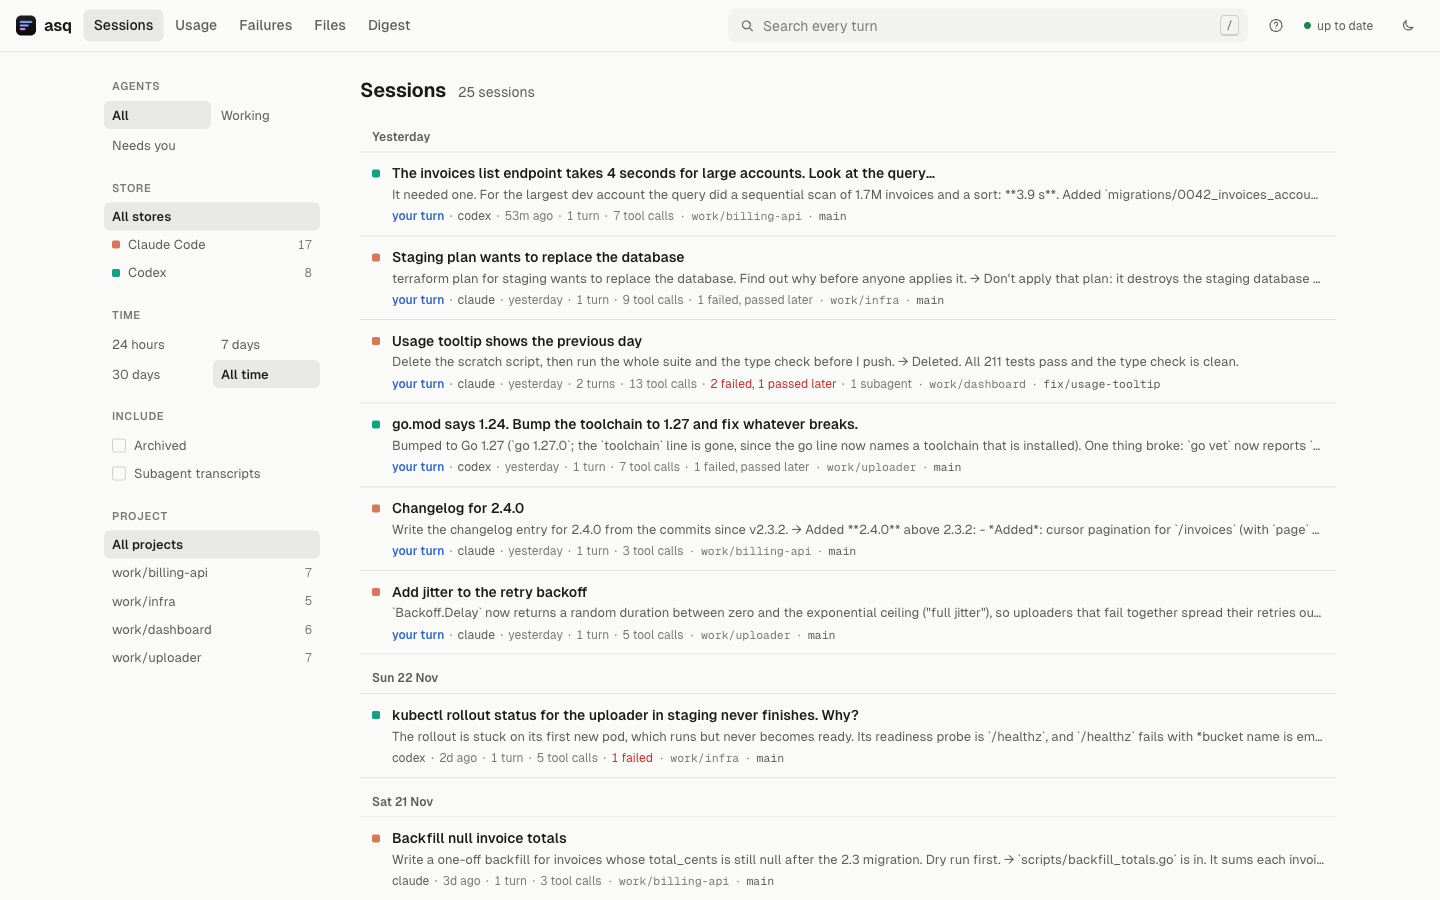 asq
Sessions
Usage
Failures
Files
Digest
Search every turn
/
up to date
AGENTS
All
Working
Needs you
STORE
All stores
Claude Code 17
Codex 8
TIME
24 hours
7 days
30 days
All time
INCLUDE
Archived
Subagent transcripts
PROJECT
All projects
work/billing-api 7
work/infra 5
work/dashboard 6
work/uploader 7
Sessions 25 sessions
Yesterday
The invoices list endpoint takes 4 seconds for large accounts. Look at the query…
It needed one. For the largest dev account the query did a sequential scan of 1.7M invoices and a sort: **3.9 s**. Added `migrations/0042_invoices_accou…
your turn · codex · 53m ago · 1 turn · 7 tool calls · work/billing-api · main
Staging plan wants to replace the database
terraform plan for staging wants to replace the database. Find out why before anyone applies it. → Don't apply that plan: it destroys the staging database …
your turn · claude · yesterday · 1 turn · 9 tool calls · 1 failed, passed later · work/infra · main
Usage tooltip shows the previous day
Delete the scratch script, then run the whole suite and the type check before I push. → Deleted. All 211 tests pass and the type check is clean.
your turn · claude · yesterday · 2 turns · 13 tool calls · 2 failed, 1 passed later · 1 subagent · work/dashboard · fix/usage-tooltip
go.mod says 1.24. Bump the toolchain to 1.27 and fix whatever breaks.
Bumped to Go 1.27 (`go 1.27.0`; the `toolchain` line is gone, since the go line now names a toolchain that is installed). One thing broke: `go vet` now reports `…
your turn · codex · yesterday · 1 turn · 7 tool calls · 1 failed, passed later · work/uploader · main
Changelog for 2.4.0
Write the changelog entry for 2.4.0 from the commits since v2.3.2. → Added **2.4.0** above 2.3.2: - *Added*: cursor pagination for `/invoices` (with `page` …
your turn · claude · yesterday · 1 turn · 3 tool calls · work/billing-api · main
Add jitter to the retry backoff
`Backoff.Delay` now returns a random duration between zero and the exponential ceiling ("full jitter"), so uploaders that fail together spread their retries ou…
your turn · claude · yesterday · 1 turn · 5 tool calls · work/uploader · main
Sun 22 Nov
kubectl rollout status for the uploader in staging never finishes. Why?
The rollout is stuck on its first new pod, which runs but never becomes ready. Its readiness probe is `/healthz`, and `/healthz` fails with *bucket name is em…
codex · 2d ago · 1 turn · 5 tool calls · 1 failed · work/infra · main
Sat 21 Nov
Backfill null invoice totals
Write a one-off backfill for invoices whose total_cents is still null after the 2.3 migration. Dry run first. → `scripts/backfill_totals.go` is in. It sums each invoi…
claude · 3d ago · 1 turn · 3 tool calls · work/billing-api · main